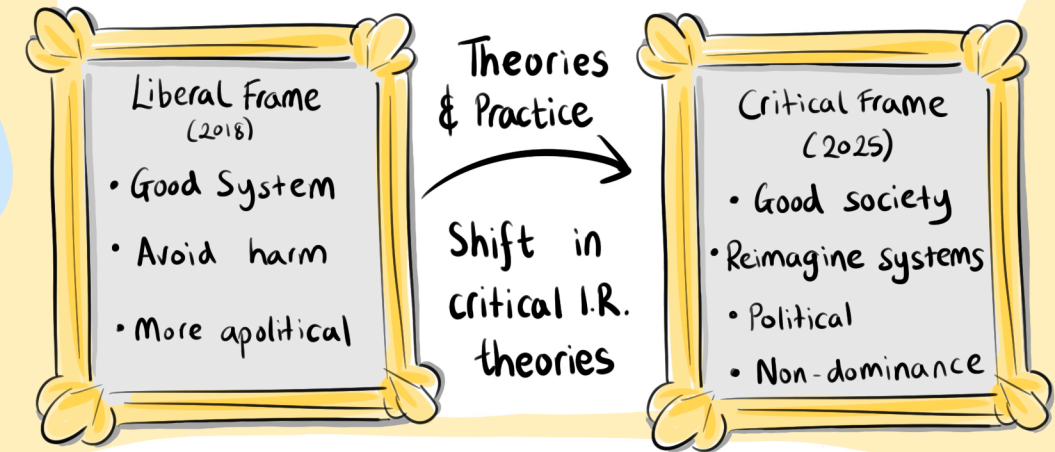 Liberal Frame
(2018)
• Good System
• Avoid harm
• More apolitical
Theories
& Practice
Shift in
critical I.R.
theories
Critical Frame
(2025)
• Good society
• Reimagine systems
• Political
• Non-dominance